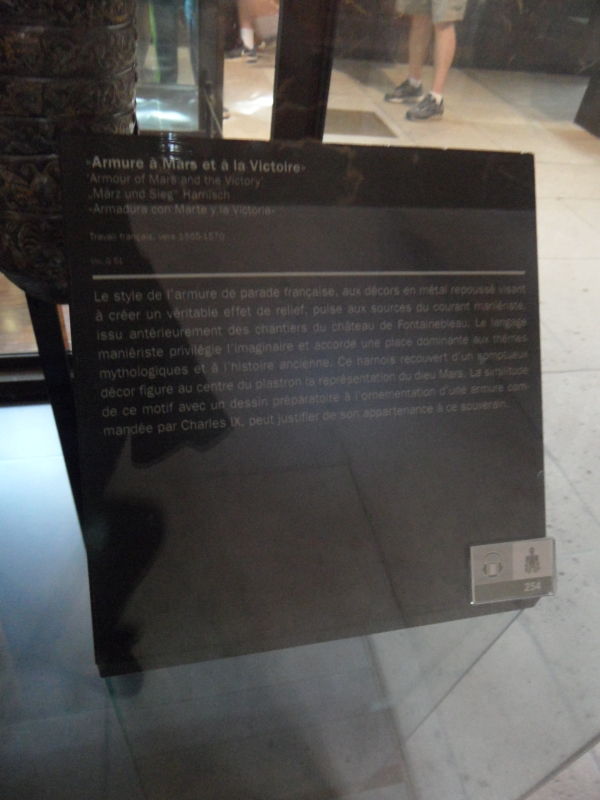 «Armure à Mars et à la Victoire»
'Armour of Mars and the Victory'
„März und Sieg" Harnisch
«Armadura con Marte y la Victoria»
Travail français, vers 1565-1570
Le style de l'armure de parade française, aux décors en métal repoussé visant
à créer un véritable effet de relief, puise aux sources du courant maniériste,
issu antérieurement des chantiers du château de Fontainebleau. Le langage
maniériste privilégie l'imaginaire et accorde une place dominante aux thèmes
mythologiques et à l'histoire ancienne. Ce harnois recouvert d'un somptueux
décor figure au centre du plastron la représentation du dieu Mars. La similitude
de ce motif avec un dessin préparatoire à l'ornementation d'une armure com-
mandée par Charles IX, peut justifier de son appartenance à ce souverain.
254